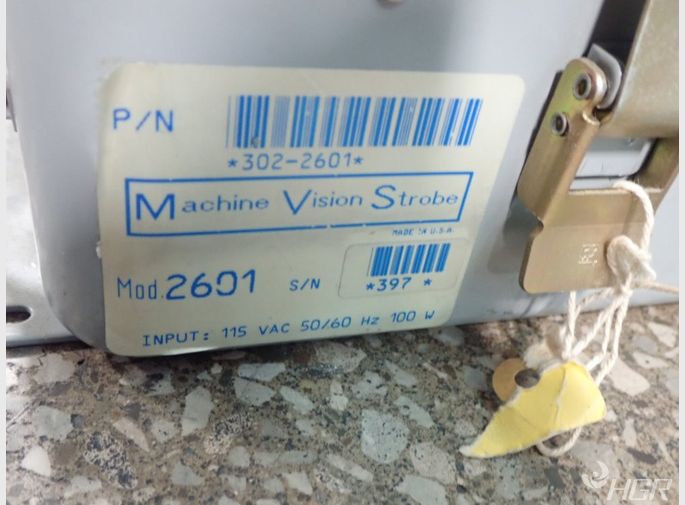 P/N
*302-2601*
Machine Vision Strobe
MADE IN U.S.A.
Mod. 2601 S/N *397 *
INPUT: 115 VAC 50/60 Hz 100 W
HGR